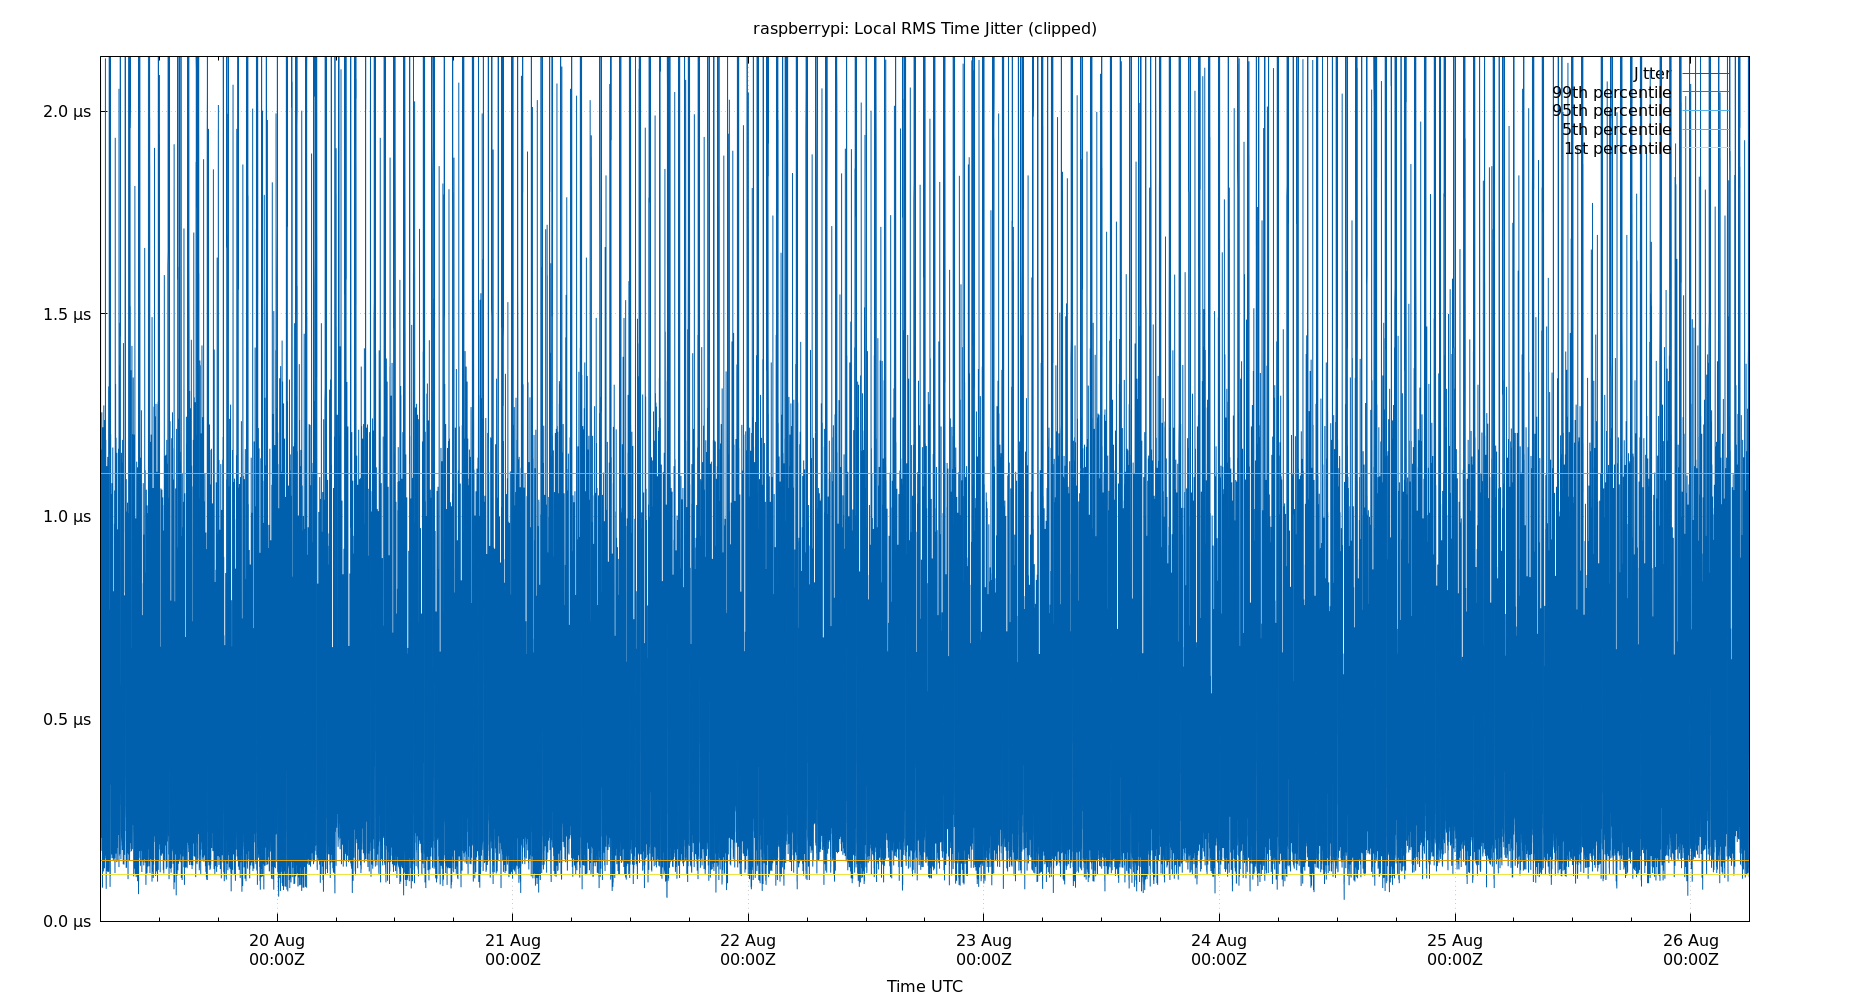 raspberrypi: Local RMS Time Jitter (clipped)
Jitter
99th percentile
95th percentile
5th percentile
1st percentile
2.0 µs
1.5 µs
1.0 µs
0.5 µs
0.0 µs
20 Aug 21 Aug 22 Aug 23 Aug 24 Aug 25 Aug 26 Aug
00:00Z 00:00Z 00:00Z 00:00Z 00:00Z 00:00Z 00:00Z
Time UTC